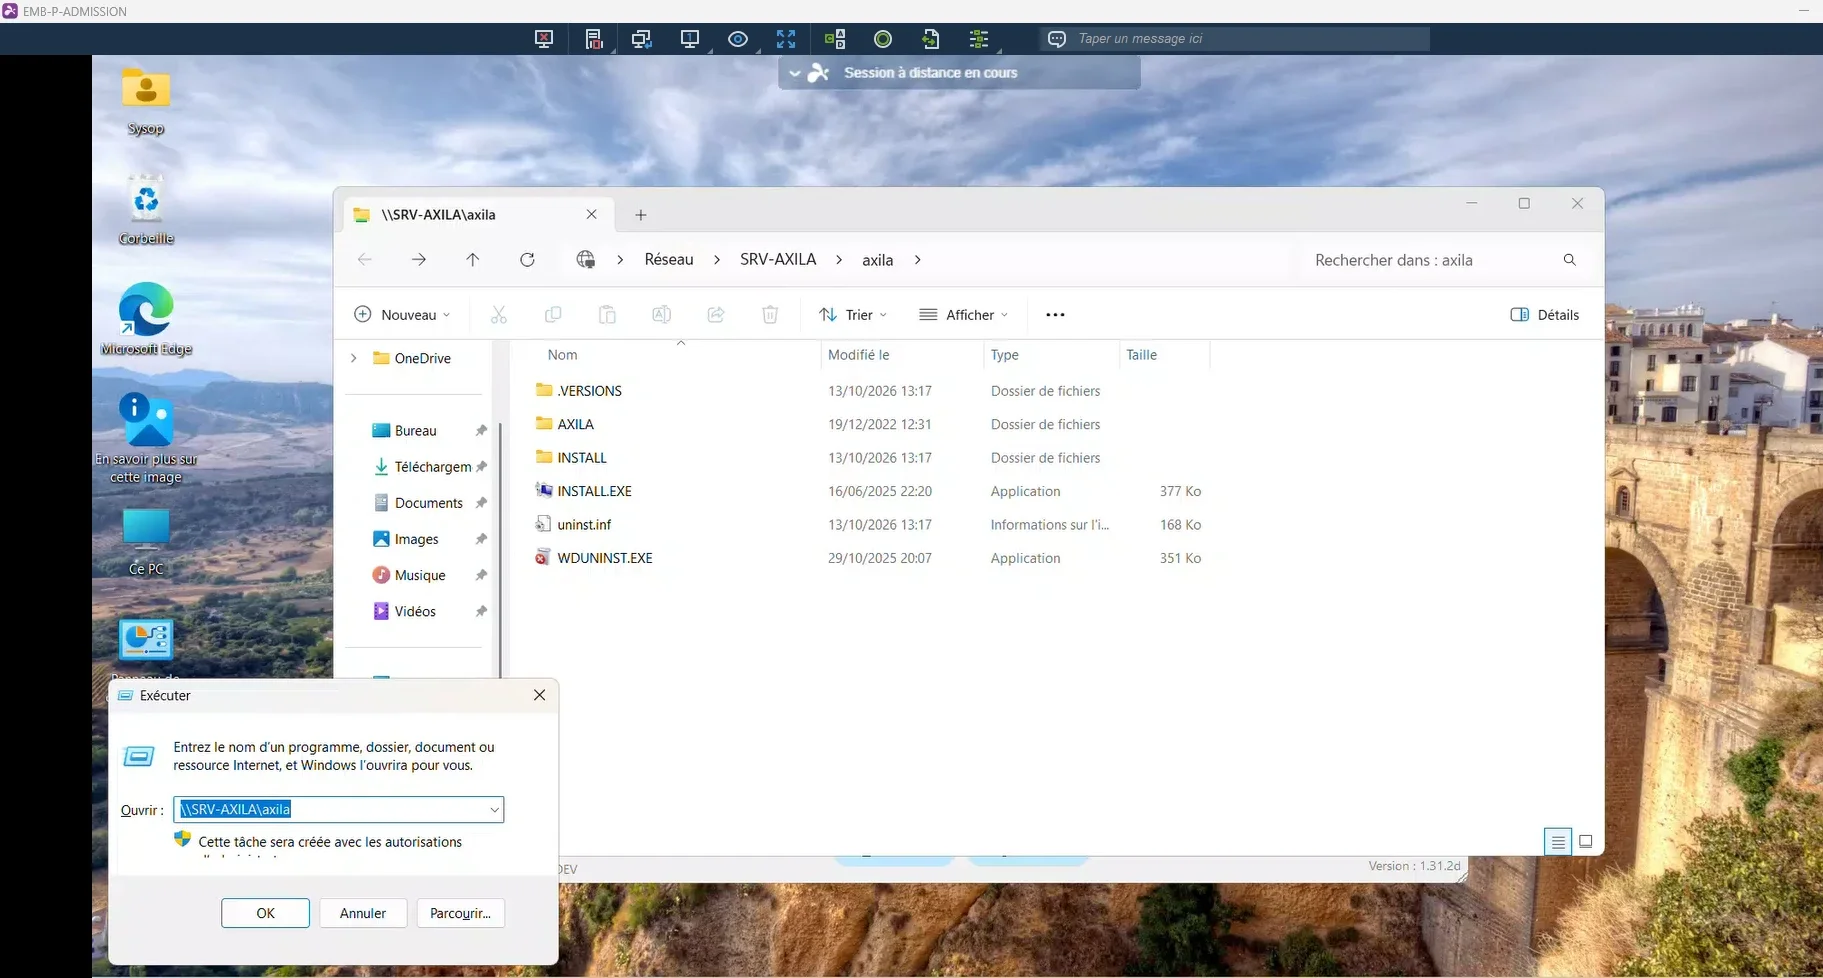 EMB-P-ADMISSION
Taper un message ici
Session à distance en cours
Sysop
Corbeille
Microsoft Edge
En savoir plus sur
cette image
Ce PC
\\SRV-AXILA\axila
Réseau > SRV-AXILA > axila >
Rechercher dans : axila
Nouveau
Trier
Afficher
Détails
OneDrive
Bureau
Téléchargem
Documents
Images
Musique
Vidéos
Nom Modifié le Type Taille
.VERSIONS 13/10/2026 13:17 Dossier de fichiers
AXILA 19/12/2022 12:31 Dossier de fichiers
INSTALL 13/10/2026 13:17 Dossier de fichiers
INSTALL.EXE 16/06/2025 22:20 Application 377 Ko
uninst.inf 13/10/2026 13:17 Informations sur l'i... 168 Ko
WDUNINST.EXE 29/10/2025 20:07 Application 351 Ko
DEV
Version : 1.31.2d
Exécuter
Entrez le nom d'un programme, dossier, document ou
ressource Internet, et Windows l'ouvrira pour vous.
Ouvrir : \\SRV-AXILA\axila
Cette tâche sera créée avec les autorisations
OK
Annuler
Parcourir...